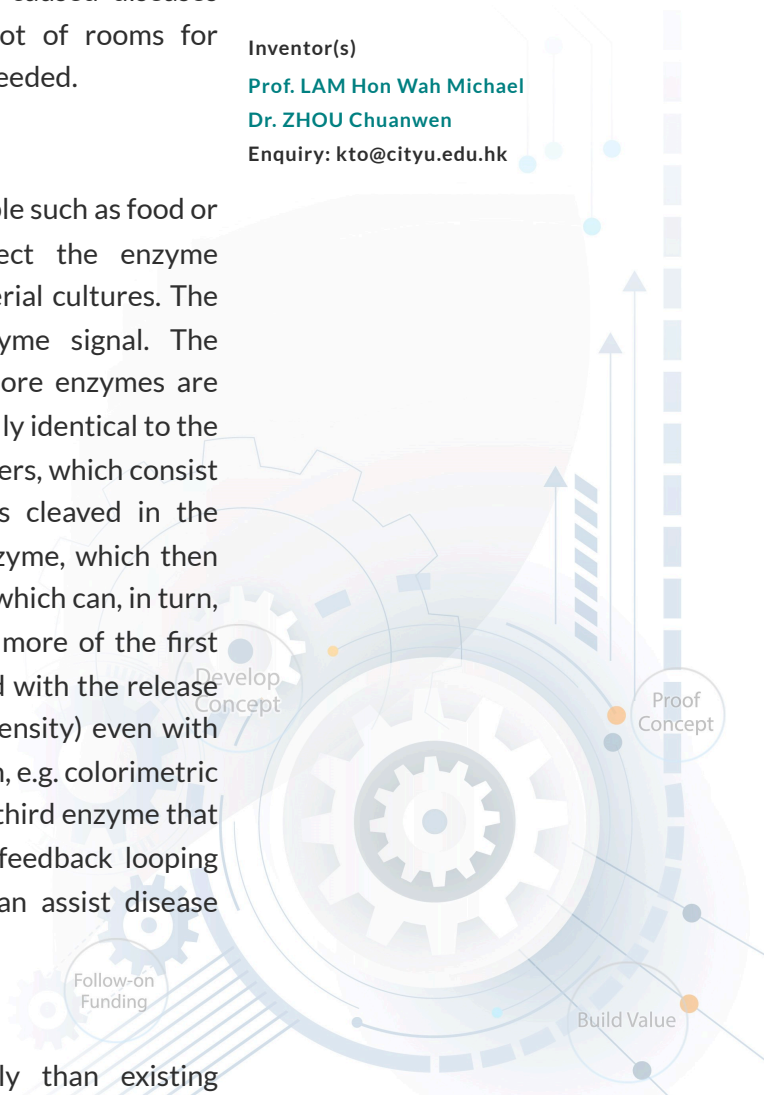 caused diseases
ot of rooms for
eeded.
ple such as food or
ect the enzyme
erial cultures. The
yme signal. The
ore enzymes are
lly identical to the
ers, which consist
s cleaved in the
zyme, which then
which can, in turn,
more of the first
d with the release
ensity) even with
n, e.g. colorimetric
third enzyme that
feedback looping
an assist disease
ly than existing
Inventor(s)
Prof. LAM Hon Wah Michael
Dr. ZHOU Chuanwen
Enquiry: kto@cityu.edu.hk
Develop
Concept
Proof
Concept
Follow-on
Funding
Build Value